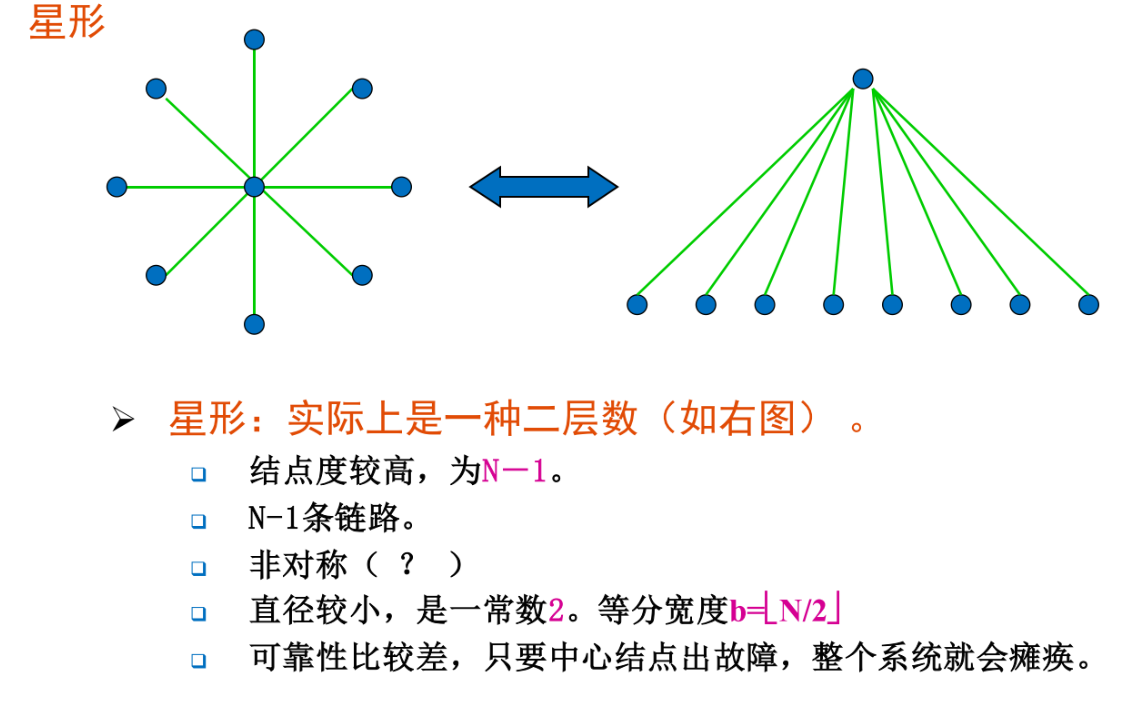 星形
星形：实际上是一种二层数（如右图） 。
结点度较高，为N－1。
N-1条链路。
非对称（ ？ ）
直径较小，是一常数2。等分宽度b=⌊N/2⌋
可靠性比较差，只要中心结点出故障，整个系统就会瘫痪。